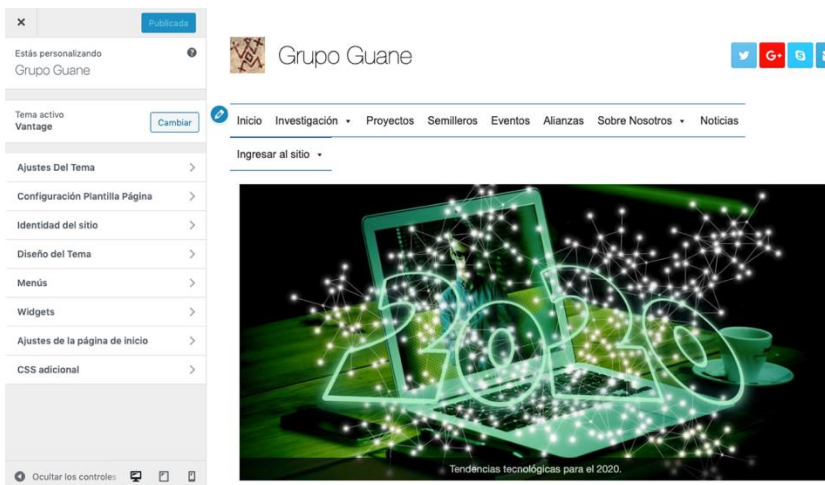 Publicada
Estás personalizando
Grupo Guane
Tema activo
Vantage
Cambiar
Ajustes Del Tema
Configuración Plantilla Página
Identidad del sitio
Diseño del Tema
Menús
Widgets
Ajustes de la página de inicio
CSS adicional
Ocultar los controles
Grupo Guane
G+
Inicio Investigación Proyectos Semilleros Eventos Alianzas Sobre Nosotros Noticias
Ingresar al sitio
2020
Tendencias tecnológicas para el 2020.